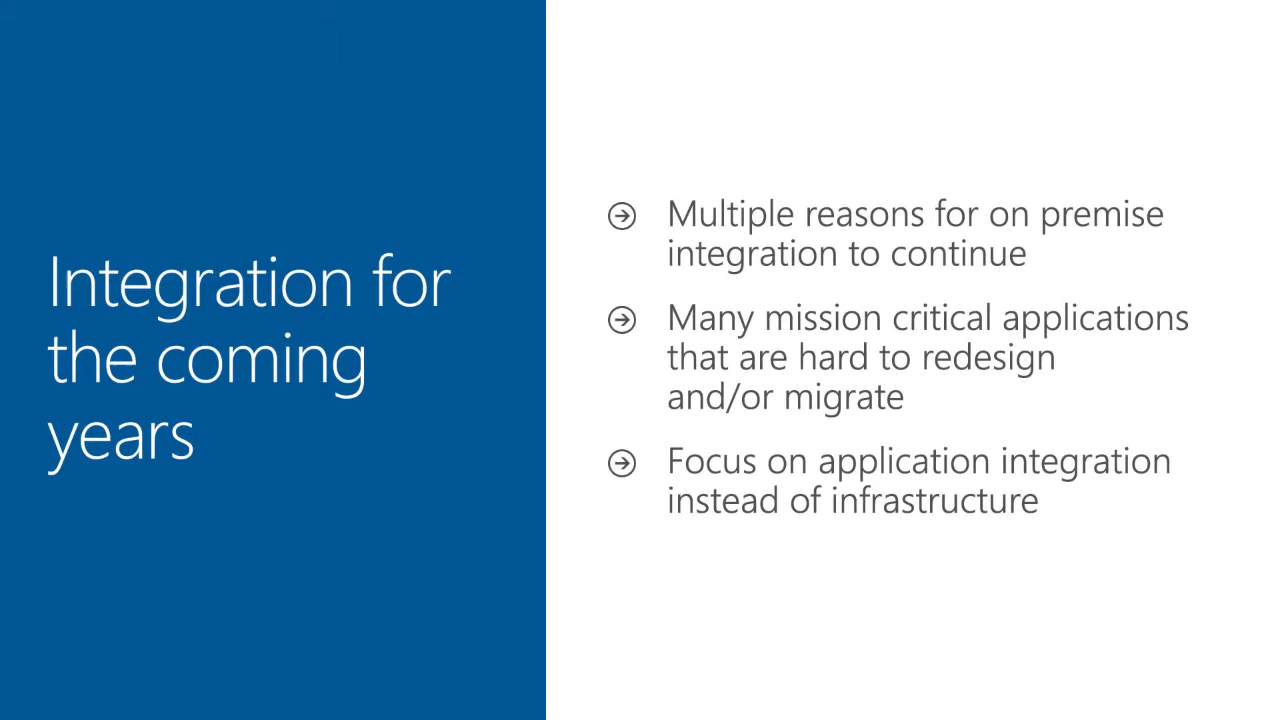 Integration for
the coming
years
Multiple reasons for on premise
integration to continue
Many mission critical applications
that are hard to redesign
and/or migrate
Focus on application integration
instead of infrastructure